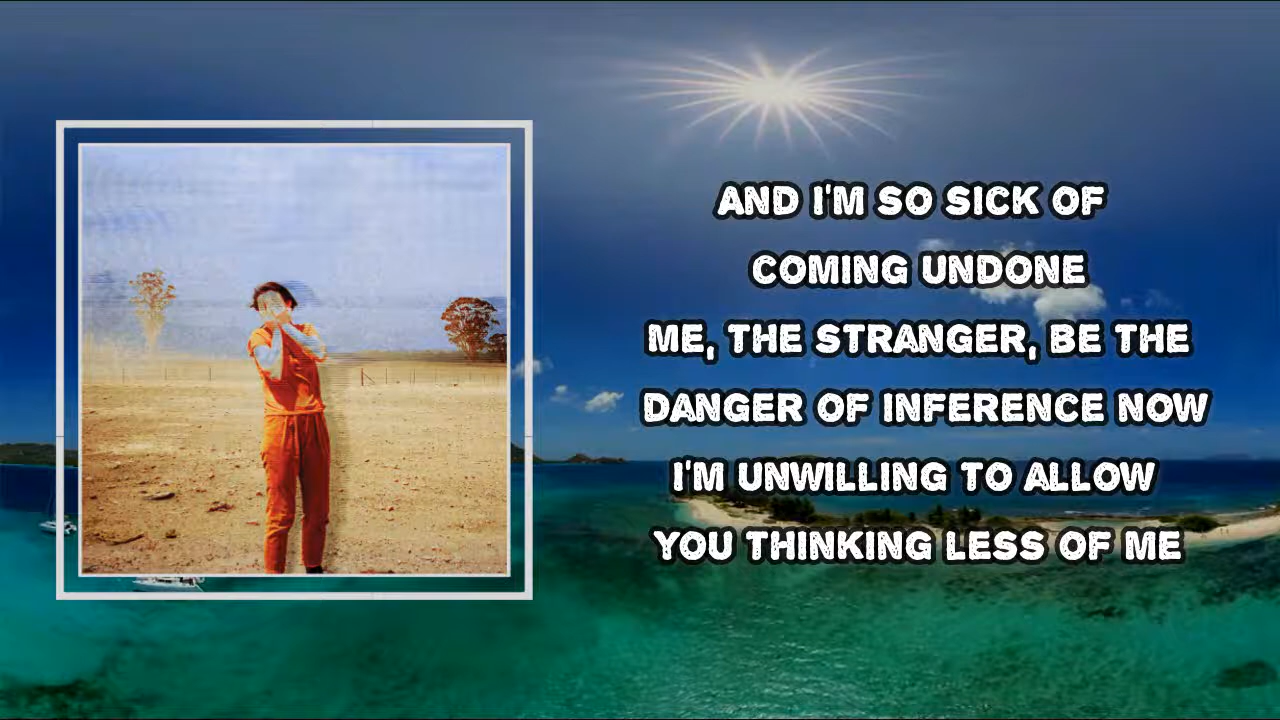 AND I'M SO SICK OF
COMING UNDONE
ME, THE STRANGER, BE THE
DANGER OF INFERENCE NOW
I'M UNWILLING TO ALLOW
YOU THINKING LESS OF ME